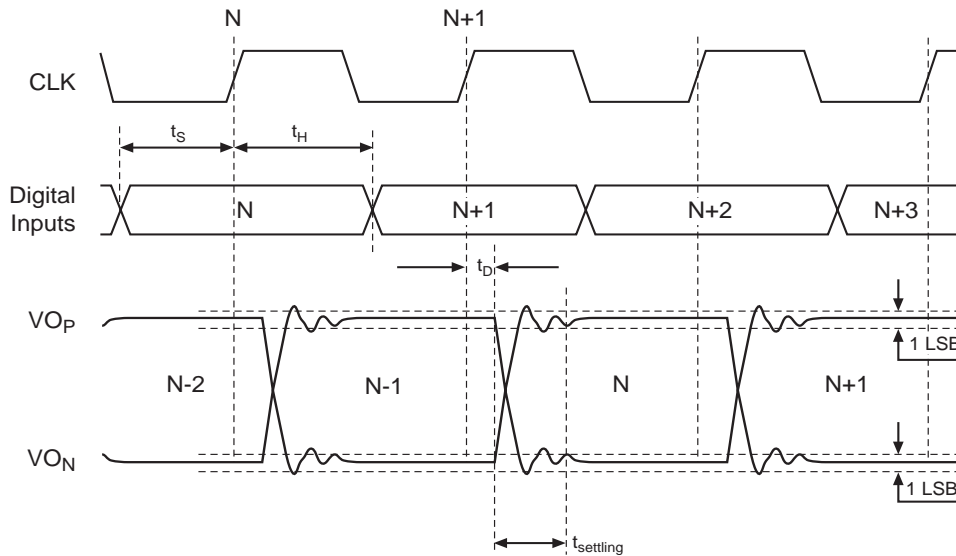 N N+1
CLK
tS tH
Digital
Inputs
N N+1 N+2 N+3
tD
VOP
1 LSB
N-2 N-1 N N+1
VON
1 LSB
tsettling